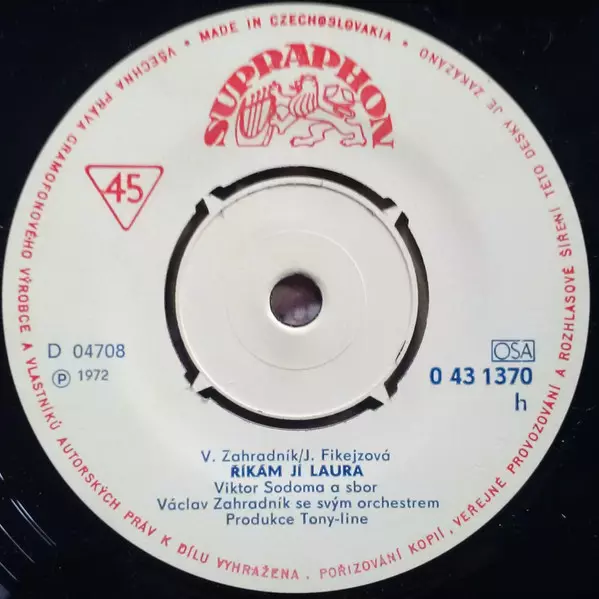 • MADE IN CZECHOSLOVAKIA •
SUPRAPHON
45
D 04708
Ⓟ 1972
OSA
0 43 1370
h
V. Zahradník/J. Fikejzová
ŘÍKÁM JÍ LAURA
Viktor Sodoma a sbor
Václav Zahradník se svým orchestrem
Produkce Tony-line
VŠECHNA PRÁVA GRAMOFONOVÉHO VÝROBCE A VLASTNÍKŮ AUTORSKÝCH PRÁV K DÍLU VYHRAŽENA. POŘIZOVÁNÍ KOPIÍ, VEŘEJNÉ PROVOZOVÁNÍ A ROZHLASOVÉ ŠÍŘENÍ TÉTO DESKY JE ZAKÁZÁNO